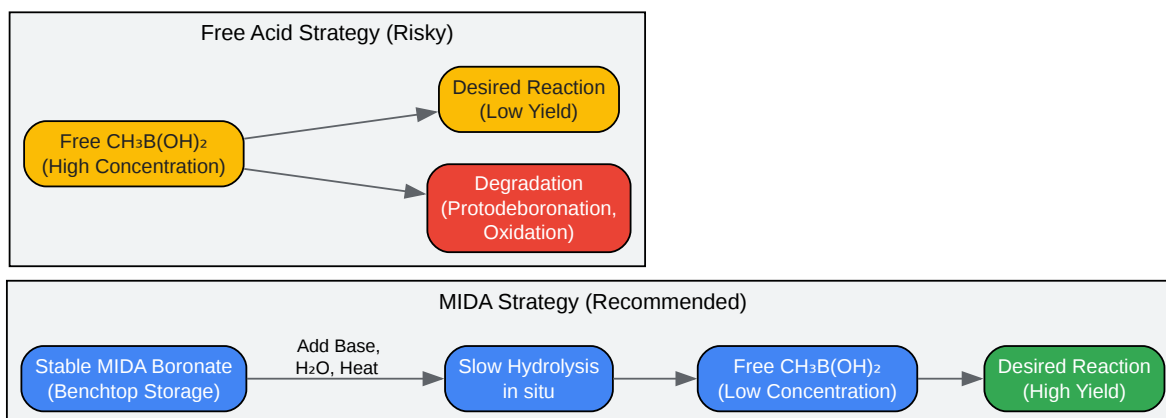 Free Acid Strategy (Risky)
Desired Reaction
(Low Yield)
Free CH₃B(OH)₂
(High Concentration)
Degradation
(Protodeboronation,
Oxidation)
MIDA Strategy (Recommended)
Stable MIDA Boronate
(Benchtop Storage)
Add Base,
H₂O, Heat
Slow Hydrolysis
in situ
Free CH₃B(OH)₂
(Low Concentration)
Desired Reaction
(High Yield)